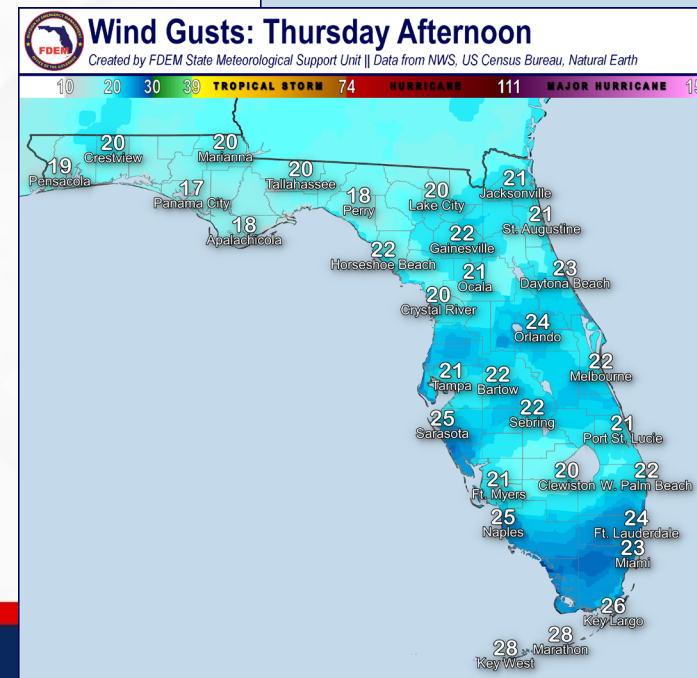 Wind Gusts: Thursday Afternoon
FDEM
Created by FDEM State Meteorological Support Unit || Data from NWS, US Census Bureau, Natural Earth
10 20 30 39 TROPICAL STORM 74 HURRICANE 111 MAJOR HURRICANE
20
Crestview
20
Marianna
19
Pensacola
20
Tallahassee
17
Panama City
18
Perry
20
Lake City
21
Jacksonville
18
Apalachicola
21
St. Augustine
22
Gainesville
22
Horseshoe Beach
21
Ocala
23
Daytona Beach
20
Crystal River
24
Orlando
22
Melbourne
21
Tampa
22
Bartow
25
Sarasota
22
Sebring
21
Port St. Lucie
21
Ft. Myers
20
Clewiston
22
W. Palm Beach
25
Naples
24
Ft. Lauderdale
23
Miami
26
Key Largo
28
Marathon
28
Key West